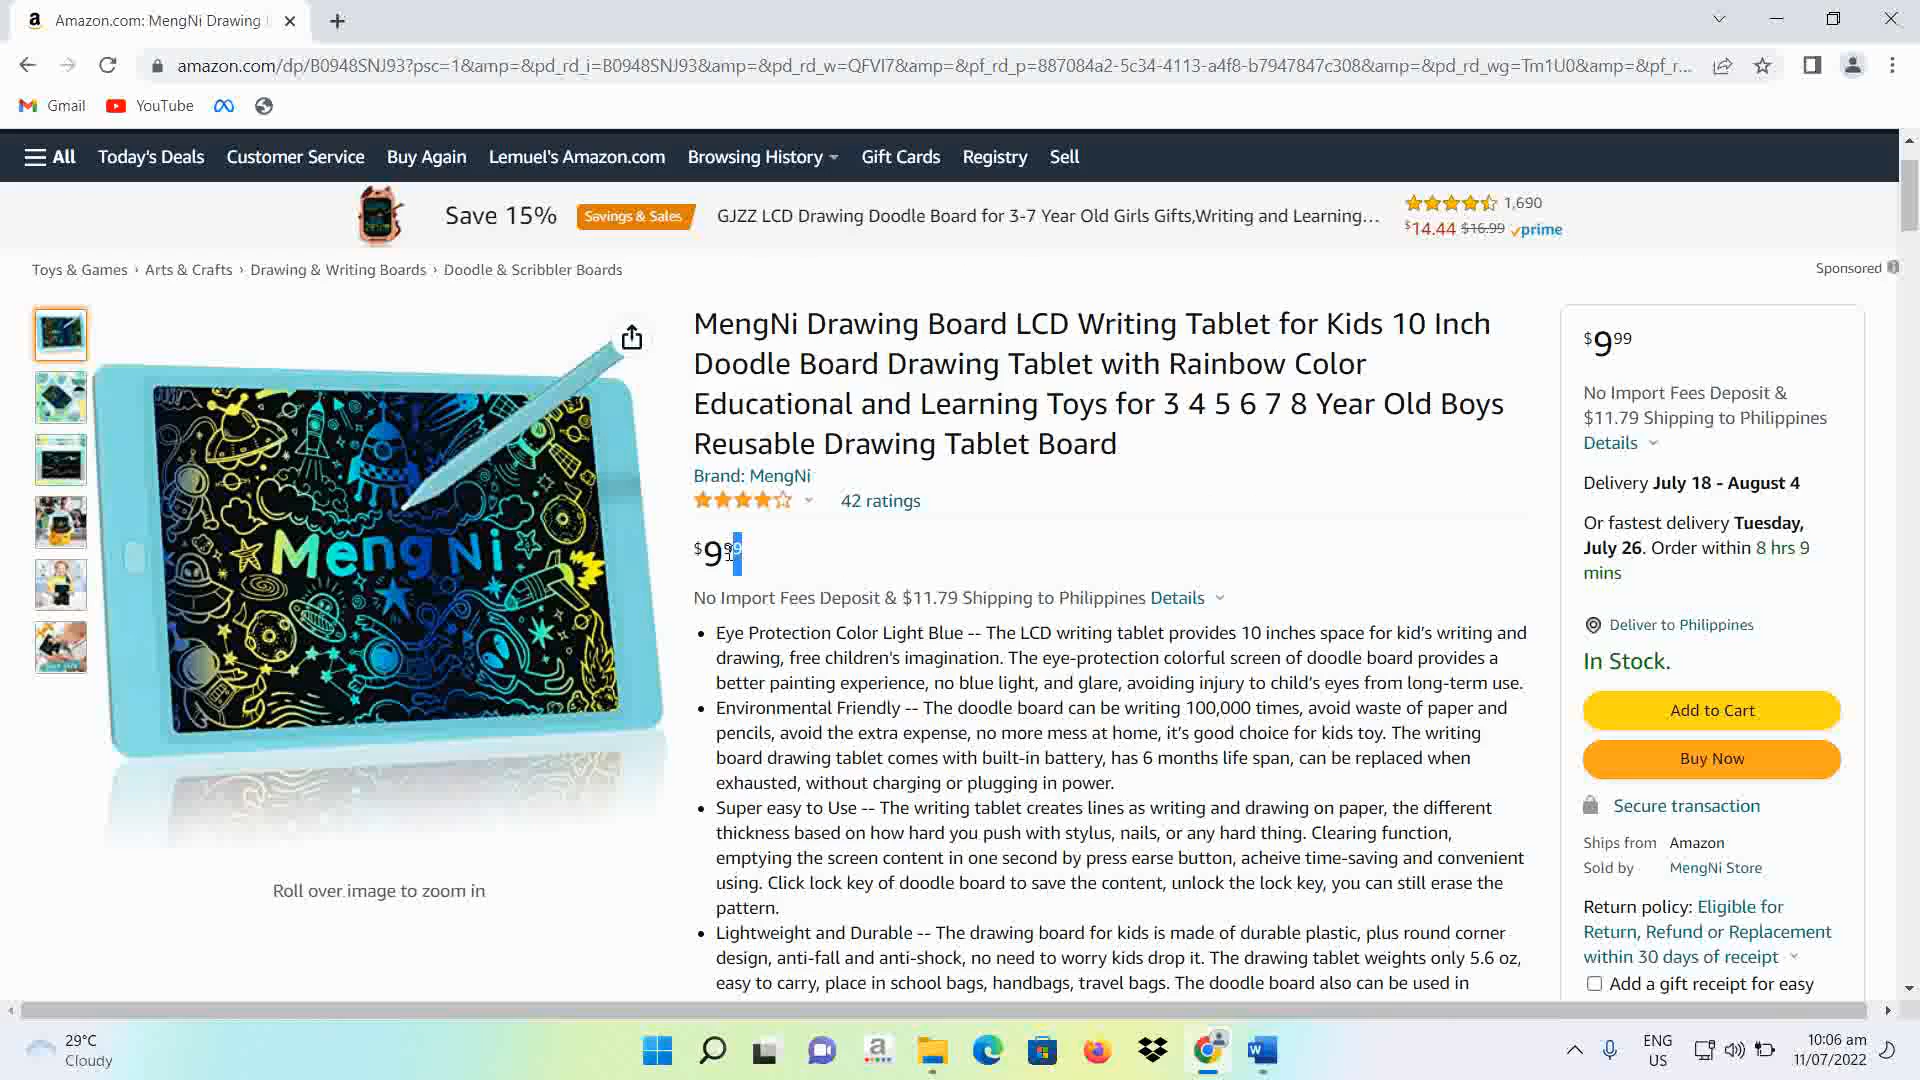 Amazon.com: MengNi Drawing
amazon.com/dp/B0948SNJ93?psc=1&amp=&pd_rd_i=B0948SNJ93&amp=&pd_rd_w=QFVI7&amp=&pf_rd_p=887084a2-5c34-4113-a4f8-b7947847c308&amp=&pd_rd_wg=Tm1U0&amp=&pf_r...
Gmail YouTube
All Today's Deals Customer Service Buy Again Lemuel's Amazon.com Browsing History Gift Cards Registry Sell
Save 15% Savings & Sales GJZZ LCD Drawing Doodle Board for 3-7 Year Old Girls Gifts,Writing and Learning... 1,690
$14.44 $16.99 prime
Toys & Games › Arts & Crafts › Drawing & Writing Boards › Doodle & Scribbler Boards
Sponsored
MengNi
Roll over image to zoom in
MengNi Drawing Board LCD Writing Tablet for Kids 10 Inch
Doodle Board Drawing Tablet with Rainbow Color
Educational and Learning Toys for 3 4 5 6 7 8 Year Old Boys
Reusable Drawing Tablet Board
Brand: MengNi
42 ratings
$9.99
No Import Fees Deposit & $11.79 Shipping to Philippines Details
• Eye Protection Color Light Blue -- The LCD writing tablet provides 10 inches space for kid's writing and
drawing, free children's imagination. The eye-protection colorful screen of doodle board provides a
better painting experience, no blue light, and glare, avoiding injury to child's eyes from long-term use.
• Environmental Friendly -- The doodle board can be writing 100,000 times, avoid waste of paper and
pencils, avoid the extra expense, no more mess at home, it's good choice for kids toy. The writing
board drawing tablet comes with built-in battery, has 6 months life span, can be replaced when
exhausted, without charging or plugging in power.
• Super easy to Use -- The writing tablet creates lines as writing and drawing on paper, the different
thickness based on how hard you push with stylus, nails, or any hard thing. Clearing function,
emptying the screen content in one second by press earse button, acheive time-saving and convenient
using. Click lock key of doodle board to save the content, unlock the lock key, you can still erase the
pattern.
• Lightweight and Durable -- The drawing board for kids is made of durable plastic, plus round corner
design, anti-fall and anti-shock, no need to worry kids drop it. The drawing tablet weights only 5.6 oz,
easy to carry, place in school bags, handbags, travel bags. The doodle board also can be used in
$9 99
No Import Fees Deposit &
$11.79 Shipping to Philippines
Details
Delivery July 18 - August 4
Or fastest delivery Tuesday,
July 26. Order within 8 hrs 9
mins
Deliver to Philippines
In Stock.
Add to Cart
Buy Now
Secure transaction
Ships from Amazon
Sold by MengNi Store
Return policy: Eligible for
Return, Refund or Replacement
within 30 days of receipt
Add a gift receipt for easy
29°C
Cloudy
ENG
US
10:06 am
11/07/2022